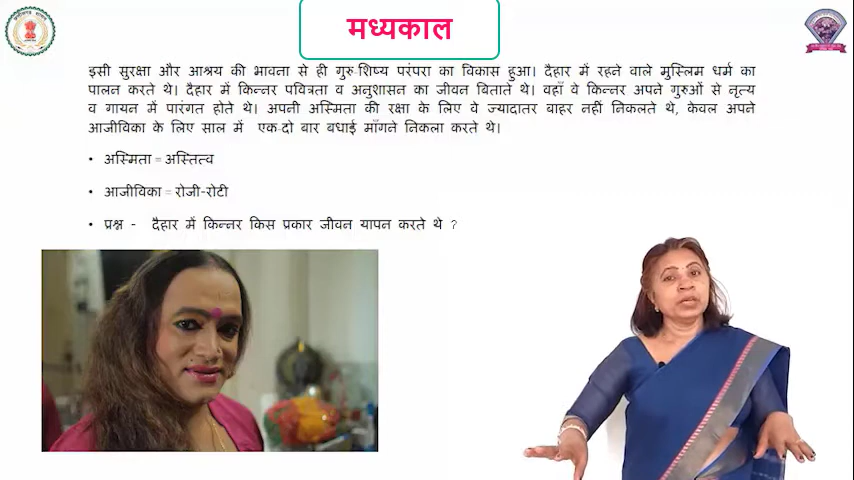 मध्यकाल
इसी सुरक्षा और आश्रय की भावना से ही गुरु-शिष्य परंपरा का विकास हुआ। दैहार में रहने वाले मुस्लिम धर्म का
पालन करते थे। दैहार में किन्नर पवित्रता व अनुशासन का जीवन बिताते थे। वहाँ वे किन्नर अपने गुरुओं से नृत्य
व गायन में पारंगत होते थे। अपनी अस्मिता की रक्षा के लिए वे ज्यादातर बाहर नहीं निकलते थे, केवल अपने
आजीविका के लिए साल में एक-दो बार बधाई माँगने निकला करते थे।
• अस्मिता = अस्तित्व
• आजीविका = रोजी-रोटी
• प्रश्न - दैहार में किन्नर किस प्रकार जीवन यापन करते थे ?